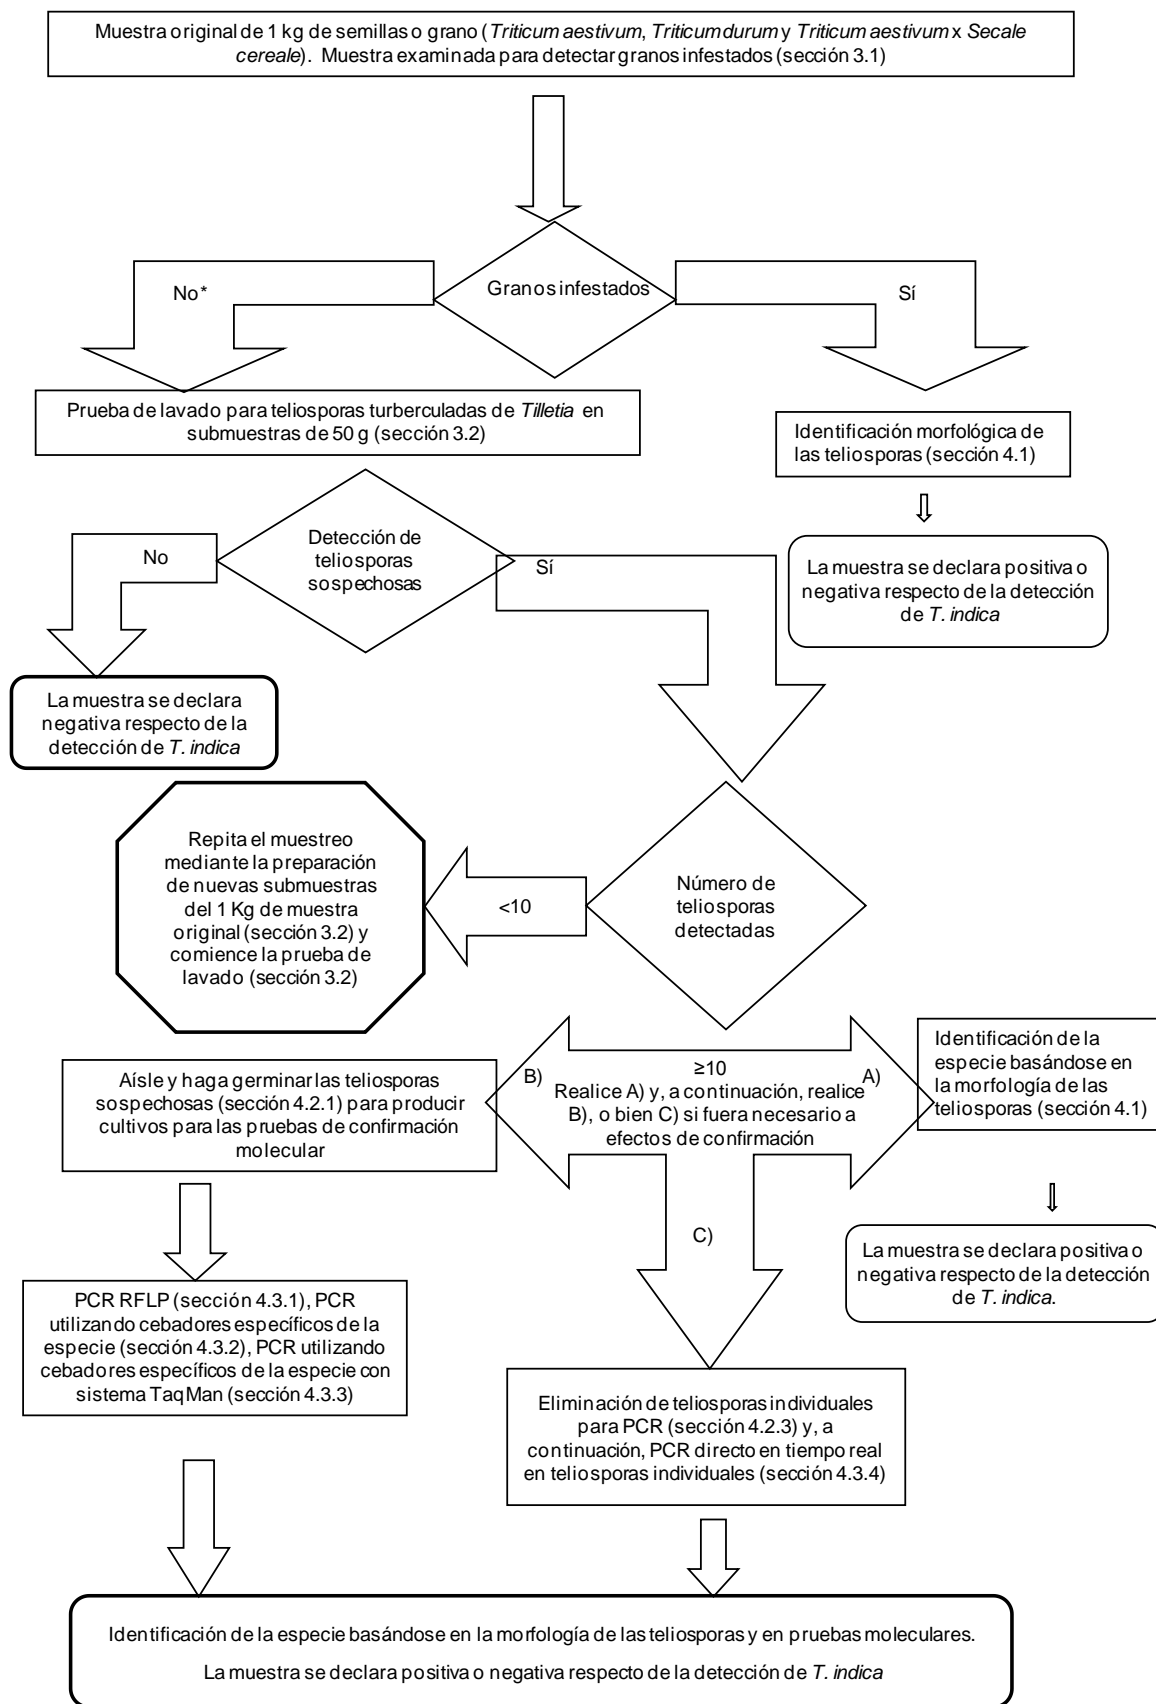 Muestra original de 1 kg de semillas o grano (Triticum aestivum, Triticum durum y Triticum aestivum x Secale
cereale). Muestra examinada para detectar granos infestados (sección 3.1)
Granos infestados
No*
Sí
Prueba de lavado para teliosporas turberculadas de Tilletia en
submuestras de 50 g (sección 3.2)
Identificación morfológica de
las teliosporas (sección 4.1)
Detección de
teliosporas
sospechosas
No
Sí
La muestra se declara positiva o
negativa respecto de la detección
de T. indica
La muestra se declara
negativa respecto de la
detección de T. indica
Repita el muestreo
mediante la preparación
de nuevas submuestras
del 1 Kg de muestra
original (sección 3.2) y
comience la prueba de
lavado (sección 3.2)
<10
Número de
teliosporas
detectadas
Aísle y haga germinar las teliosporas
sospechosas (sección 4.2.1) para producir
cultivos para las pruebas de confirmación
molecular
B)
≥10
Realice A) y, a continuación, realice
B), o bien C) si fuera necesario a
efectos de confirmación
A)
Identificación de la
especie basándose en
la morfología de las
teliosporas (sección 4.1)
C)
La muestra se declara positiva o
negativa respecto de la detección
de T. indica.
PCR RFLP (sección 4.3.1), PCR
utilizando cebadores específicos de la
especie (sección 4.3.2), PCR utilizando
cebadores específicos de la especie con
sistema TaqMan (sección 4.3.3)
Eliminación de teliosporas individuales
para PCR (sección 4.2.3) y, a
continuación, PCR directo en tiempo real
en teliosporas individuales (sección 4.3.4)
Identificación de la especie basándose en la morfología de las teliosporas y en pruebas moleculares.
La muestra se declara positiva o negativa respecto de la detección de T. indica